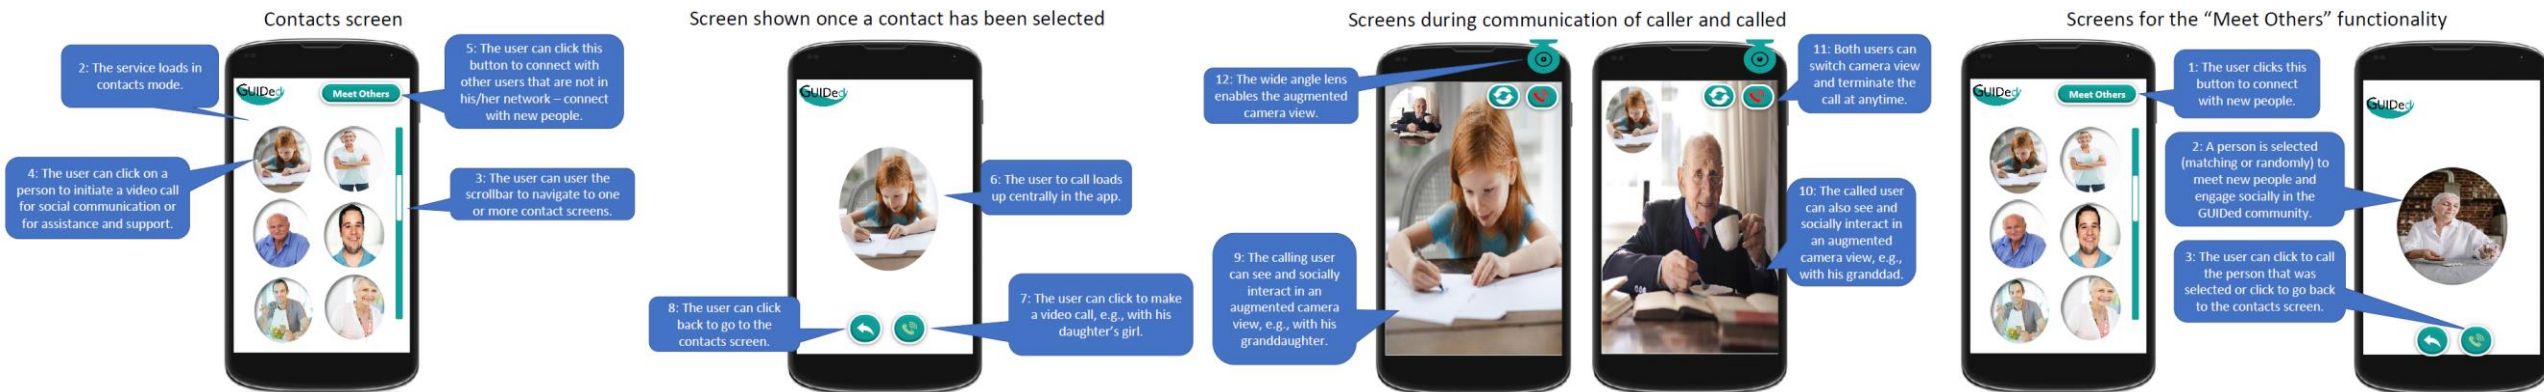 Contacts screen
2: The service loads in
contacts mode.
5: The user can click this
button to connect with
other users that are not in
his/her network – connect
with new people.
GUIDed
Meet Others
4: The user can click on a
person to initiate a video call
for social communication or
for assistance and support.
3: The user can user the
scrollbar to navigate to one
or more contact screens.
Screen shown once a contact has been selected
GUIDed
6: The user to call loads
up centrally in the app.
8: The user can click
back to go to the
contacts screen.
7: The user can click to make
a video call, e.g., with his
daughter's girl.
Screens during communication of caller and called
12: The wide angle lens
enables the augmented
camera view.
11: Both users can
switch camera view
and terminate the
call at anytime.
9: The calling user
can see and socially
interact in an
augmented camera
view, e.g., with his
granddaughter.
10: The called user
can also see and
socially interact in
an augmented
camera view, e.g.,
with his granddad.
Screens for the “Meet Others” functionality
GUIDed
Meet Others
1: The user clicks this
button to connect
with new people.
GUIDed
2: A person is selected
(matching or randomly) to
meet new people and
engage socially in the
GUIDed community.
3: The user can click to call
the person that was
selected or click to go back
to the contacts screen.